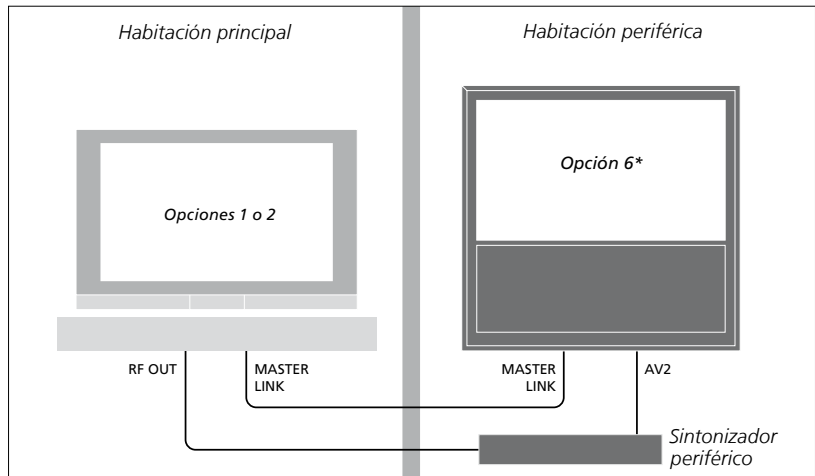 Habitación principal
Habitación periférica
Opciones 1 o 2
Opción 6*
RF OUT
MASTER
LINK
MASTER
LINK
AV2
Sintonizador
periférico